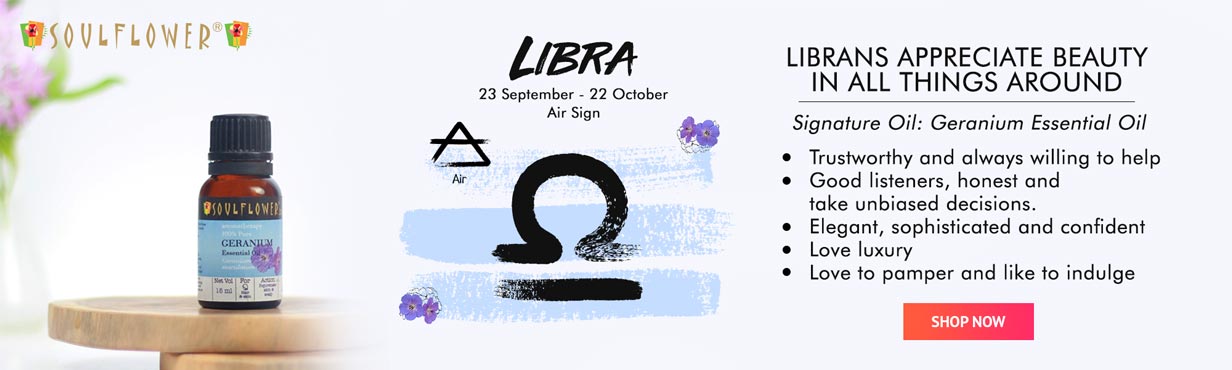 SOULFLOWER®
SOULFLOWER
aromatherapy
100% Pure
GERANIUM
Essential Oil
Net Vol
15 ml
For
LIBRA
23 September - 22 October
Air Sign
Air
LIBRANS APPRECIATE BEAUTY
IN ALL THINGS AROUND
Signature Oil: Geranium Essential Oil
• Trustworthy and always willing to help
• Good listeners, honest and
take unbiased decisions.
• Elegant, sophisticated and confident
• Love luxury
• Love to pamper and like to indulge
SHOP NOW